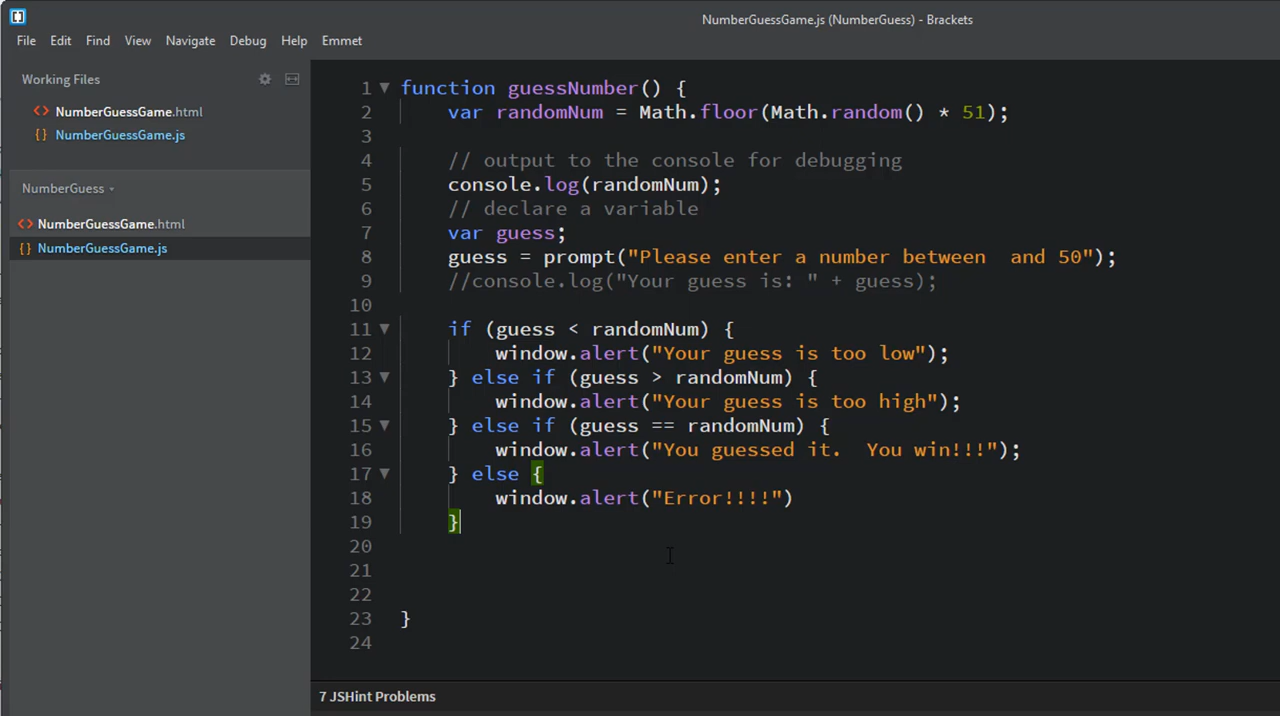 NumberGuessGame.js (NumberGuess) - Brackets
File Edit Find View Navigate Debug Help Emmet
Working Files
NumberGuessGame.html
NumberGuessGame.js
NumberGuess
NumberGuessGame.html
NumberGuessGame.js
1 function guessNumber() {
2 var randomNum = Math.floor(Math.random() * 51);
3
4 // output to the console for debugging
5 console.log(randomNum);
6 // declare a variable
7 var guess;
8 guess = prompt("Please enter a number between  and 50");
9 //console.log("Your guess is: " + guess);
10
11 if (guess < randomNum) {
12 window.alert("Your guess is too low");
13 } else if (guess > randomNum) {
14 window.alert("Your guess is too high");
15 } else if (guess == randomNum) {
16 window.alert("You guessed it.  You win!!!");
17 } else {
18 window.alert("Error!!!!")
19 }
20
21
22
23 }
24
7 JSHint Problems